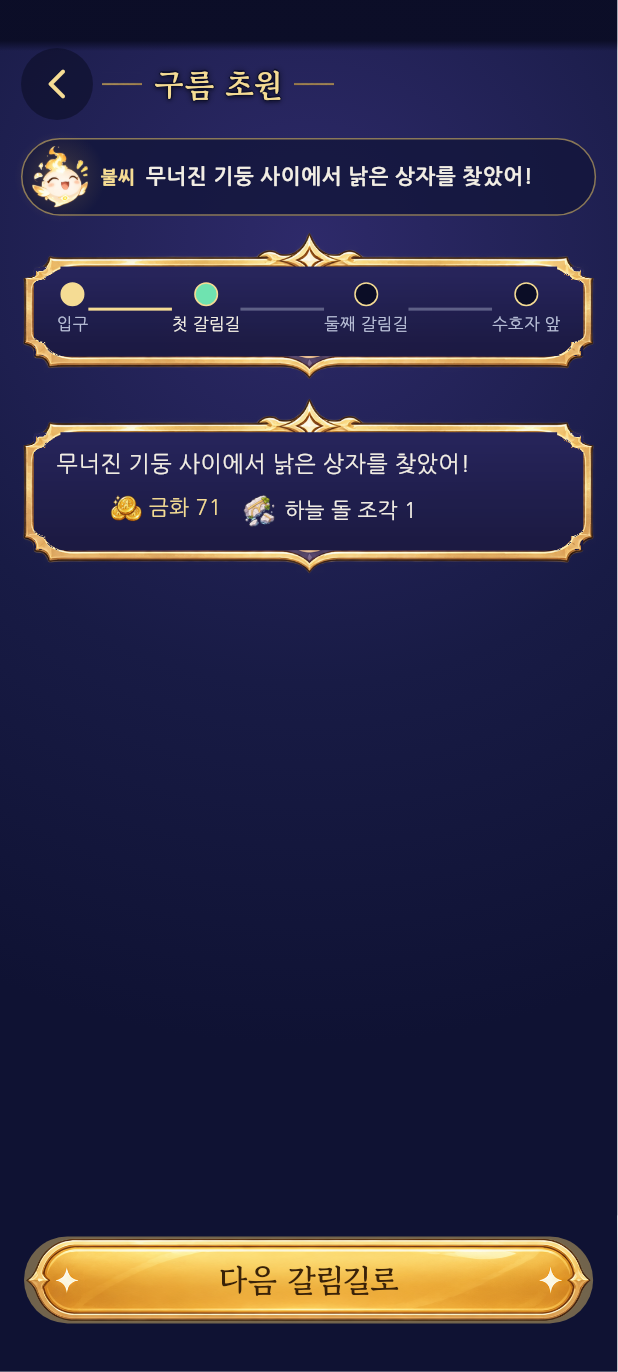 구름 초원
불씨 무너진 기둥 사이에서 낡은 상자를 찾았어!
입구 첫 갈림길 둘째 갈림길 수호자 앞
무너진 기둥 사이에서 낡은 상자를 찾았어!
금화 71 하늘 돌 조각 1
다음 갈림길로